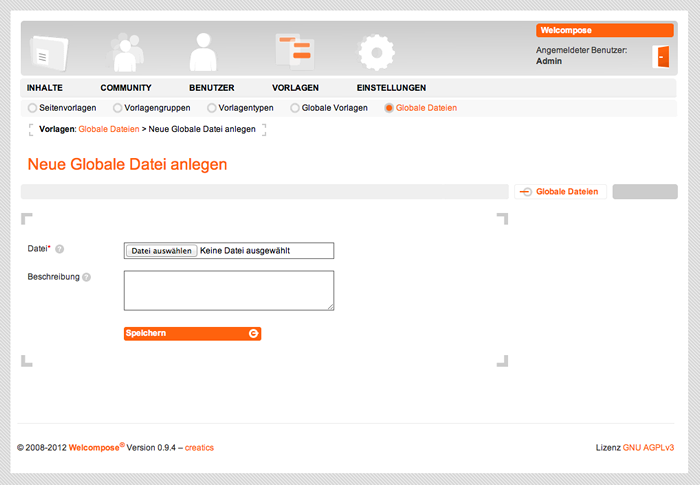 Welcompose
Angemeldeter Benutzer:
Admin
INHALTE COMMUNITY BENUTZER VORLAGEN EINSTELLUNGEN
Seitenvorlagen Vorlagengruppen Vorlagentypen Globale Vorlagen Globale Dateien
Vorlagen: Globale Dateien > Neue Globale Datei anlegen
Neue Globale Datei anlegen
Globale Dateien
Datei* ? Datei auswählen Keine Datei ausgewählt
Beschreibung ?
Speichern
© 2008-2012 Welcompose® Version 0.9.4 – creatics Lizenz GNU AGPLv3